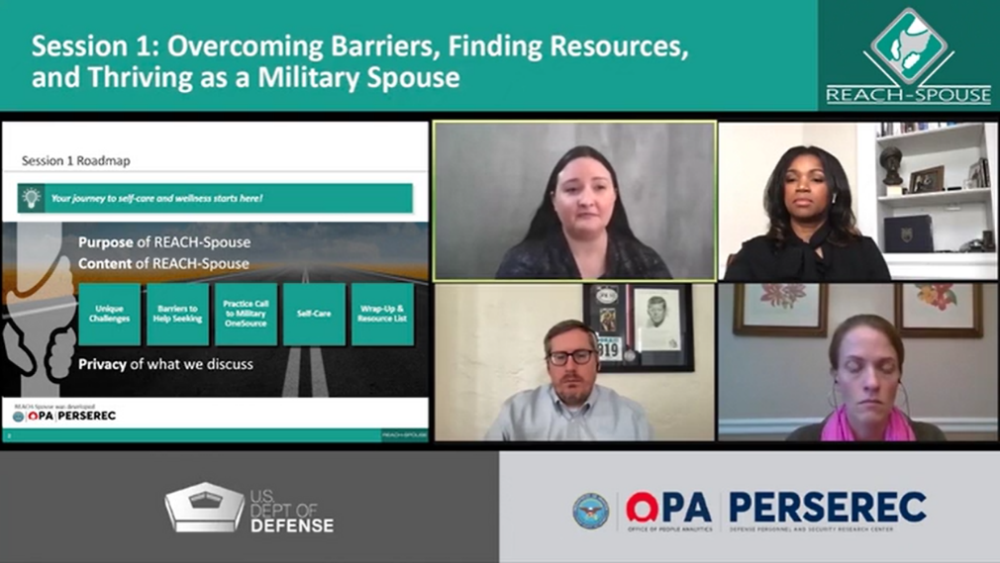 Session 1: Overcoming Barriers, Finding Resources,
and Thriving as a Military Spouse
REACH-SPOUSE
Session 1 Roadmap
Your journey to self-care and wellness starts here!
Purpose of REACH-Spouse
Content of REACH-Spouse
Unique
Challenges
Barriers to
Help Seeking
Practice Call
to Military
OneSource
Self-Care
Wrap-Up &
Resource List
Privacy of what we discuss
REACH-Spouse was developed
OPA PERSEREC
2
REACH-SPOUSE
19
U.S.
DEPT OF
DEFENSE
OPA
OFFICE OF PEOPLE ANALYTICS
PERSEREC
DEFENSE PERSONNEL AND SECURITY RESEARCH CENTER